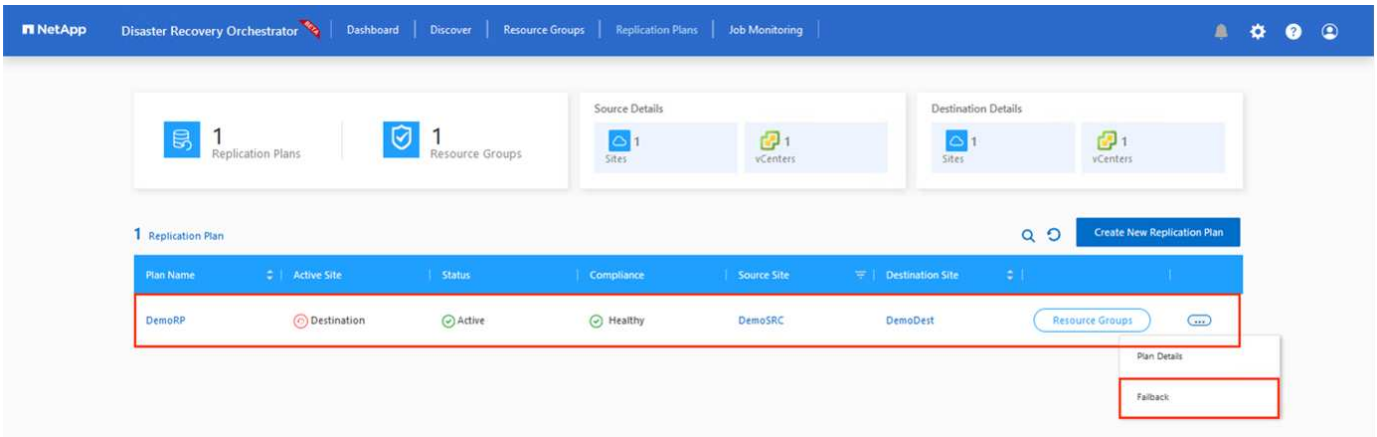 NetApp Disaster Recovery Orchestrator BETA Dashboard Discover Resource Groups Replication Plans Job Monitoring
1 Replication Plans
1 Resource Groups
Source Details
1 Sites
1 vCenters
Destination Details
1 Sites
1 vCenters
1 Replication Plan
Create New Replication Plan
Plan Name Active Site Status Compliance Source Site Destination Site
DemoRP Destination Active Healthy DemoSRC DemoDest Resource Groups ...
Plan Details
Failback